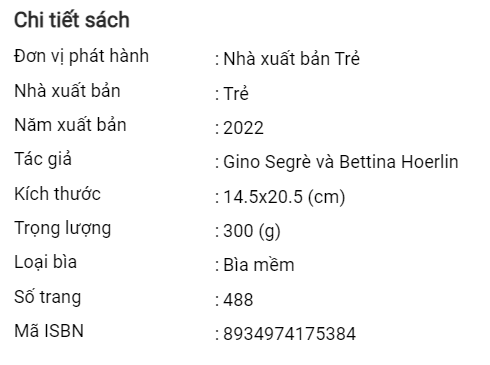 Chi tiết sách
Đơn vị phát hành : Nhà xuất bản Trẻ
Nhà xuất bản : Trẻ
Năm xuất bản : 2022
Tác giả : Gino Segrè và Bettina Hoerlin
Kích thước : 14.5x20.5 (cm)
Trọng lượng : 300 (g)
Loại bìa : Bìa mềm
Số trang : 488
Mã ISBN : 8934974175384